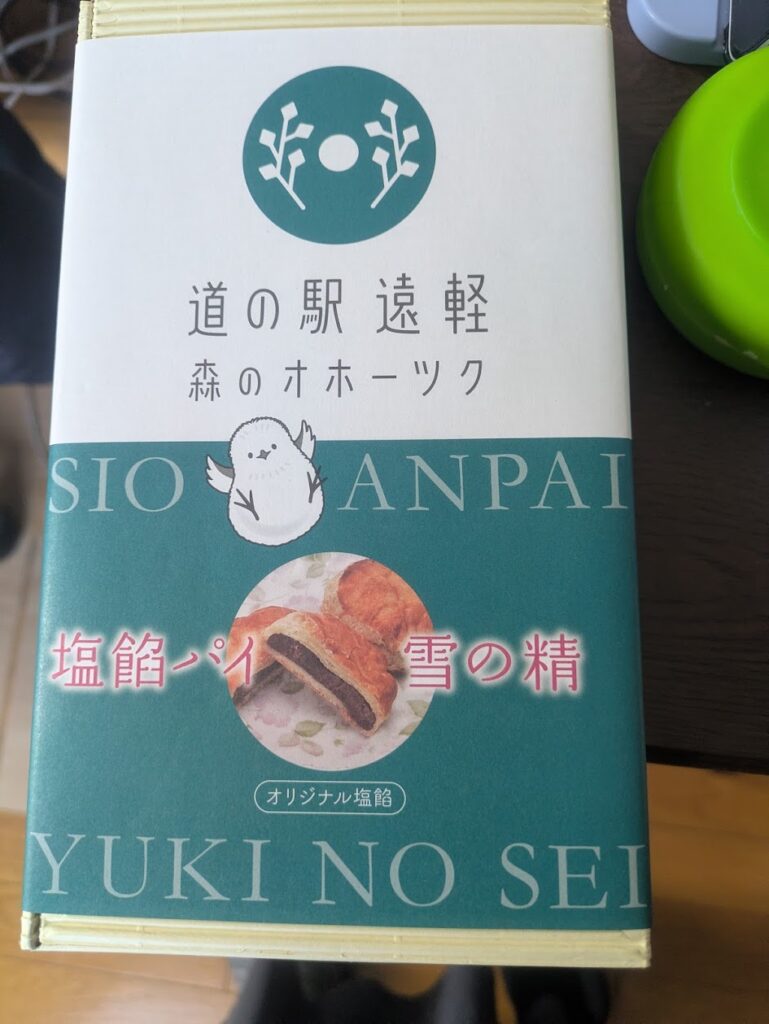 道の駅 遠軽
森のオホーツク
SIO ANPAI
塩餡パイ 雪の精
オリジナル塩餡
YUKI NO SEI